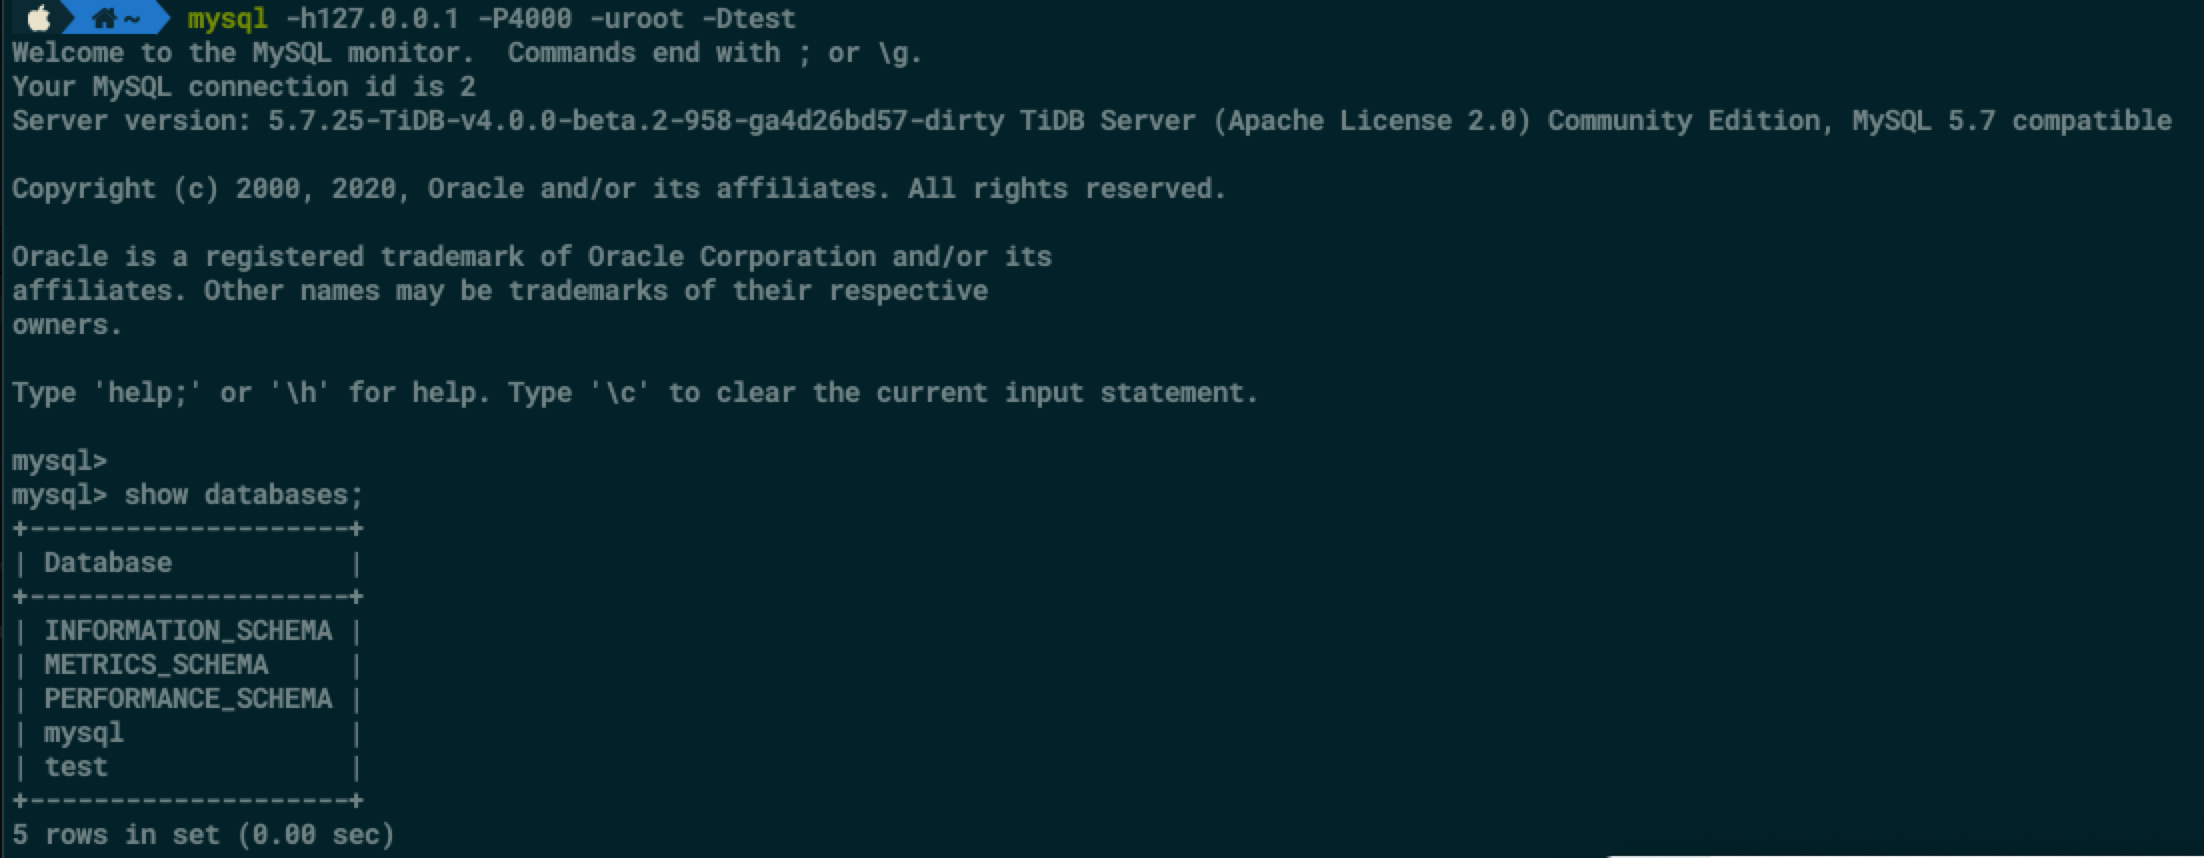 ~ mysql -h127.0.0.1 -P4000 -uroot -Dtest
Welcome to the MySQL monitor.  Commands end with ; or \g.
Your MySQL connection id is 2
Server version: 5.7.25-TiDB-v4.0.0-beta.2-958-ga4d26bd57-dirty TiDB Server (Apache License 2.0) Community Edition, MySQL 5.7 compatible

Copyright (c) 2000, 2020, Oracle and/or its affiliates. All rights reserved.

Oracle is a registered trademark of Oracle Corporation and/or its
affiliates. Other names may be trademarks of their respective
owners.

Type 'help;' or '\h' for help. Type '\c' to clear the current input statement.

mysql>
mysql> show databases;
+--------------------+
| Database           |
+--------------------+
| INFORMATION_SCHEMA |
| METRICS_SCHEMA     |
| PERFORMANCE_SCHEMA |
| mysql              |
| test               |
+--------------------+
5 rows in set (0.00 sec)